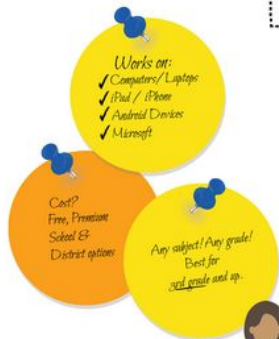 Works on:
✓ Computers/Laptops
✓ iPad / iPhone
✓ Android Devices
✓ Microsoft
Cost?
Free, Premium
School &
District options
Any subject! Any grade!
Best for
3rd grade and up.